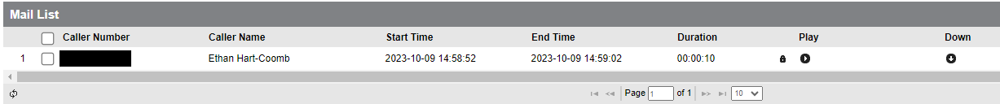 Mail List
Caller Number Caller Name Start Time End Time Duration Play Down
1 Ethan Hart-Coomb 2023-10-09 14:58:52 2023-10-09 14:59:02 00:00:10
Page 1 of 1 10